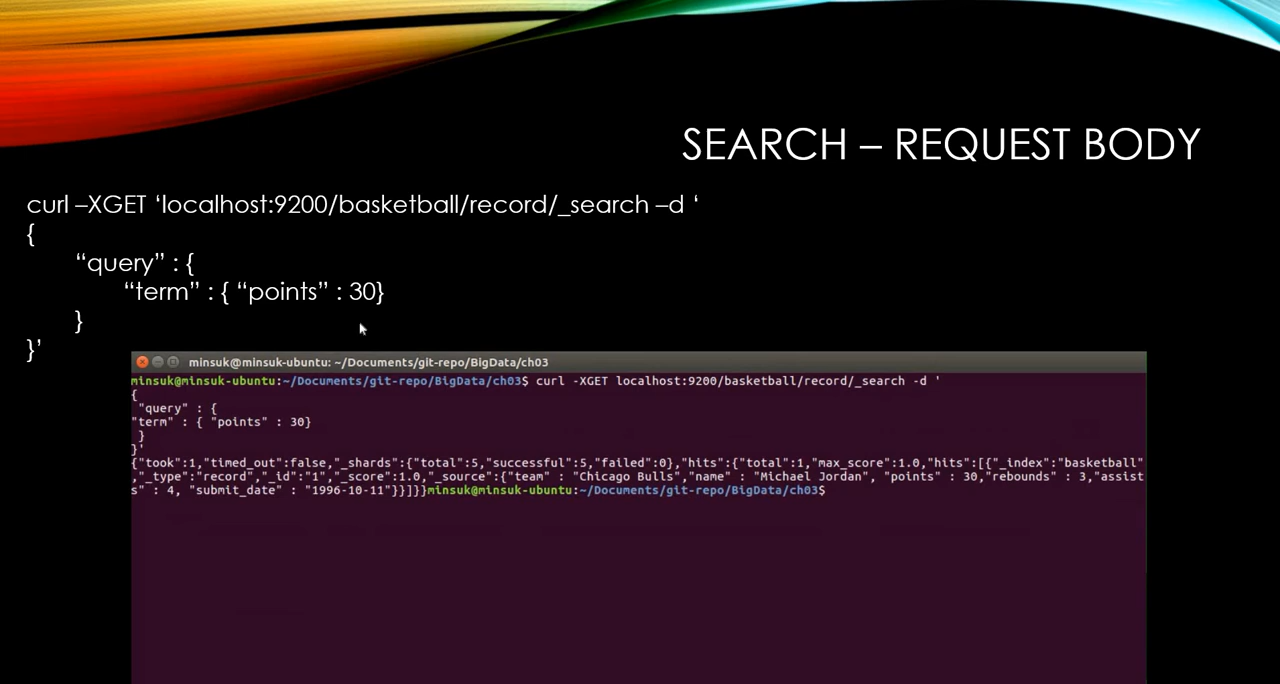 SEARCH – REQUEST BODY
curl –XGET ‘localhost:9200/basketball/record/_search –d ‘
{
“query” : {
“term” : { “points” : 30}
}
}’
minsuk@minsuk-ubuntu: ~/Documents/git-repo/BigData/ch03
minsuk@minsuk-ubuntu:~/Documents/git-repo/BigData/ch03$ curl -XGET localhost:9200/basketball/record/_search -d '
{
"query" : {
"term" : { "points" : 30}
}
}'
{"took":1,"timed_out":false,"_shards":{"total":5,"successful":5,"failed":0},"hits":{"total":1,"max_score":1.0,"hits":[{"_index":"basketball"
,"_type":"record","_id":"1","_score":1.0,"_source":{"team" : "Chicago Bulls","name" : "Michael Jordan", "points" : 30,"rebounds" : 3,"assist
s" : 4, "submit_date" : "1996-10-11"}}]}}minsuk@minsuk-ubuntu:~/Documents/git-repo/BigData/ch03$